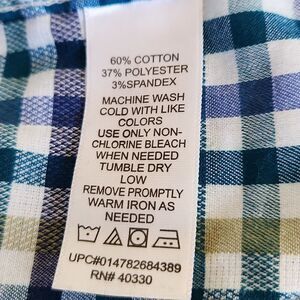 60% COTTON
37% POLYESTER
3%SPANDEX
MACHINE WASH
COLD WITH LIKE
COLORS
USE ONLY NON-
CHLORINE BLEACH
WHEN NEEDED
TUMBLE DRY
LOW
REMOVE PROMPTLY
WARM IRON AS
NEEDED
UPC#014782684389
RN# 40330